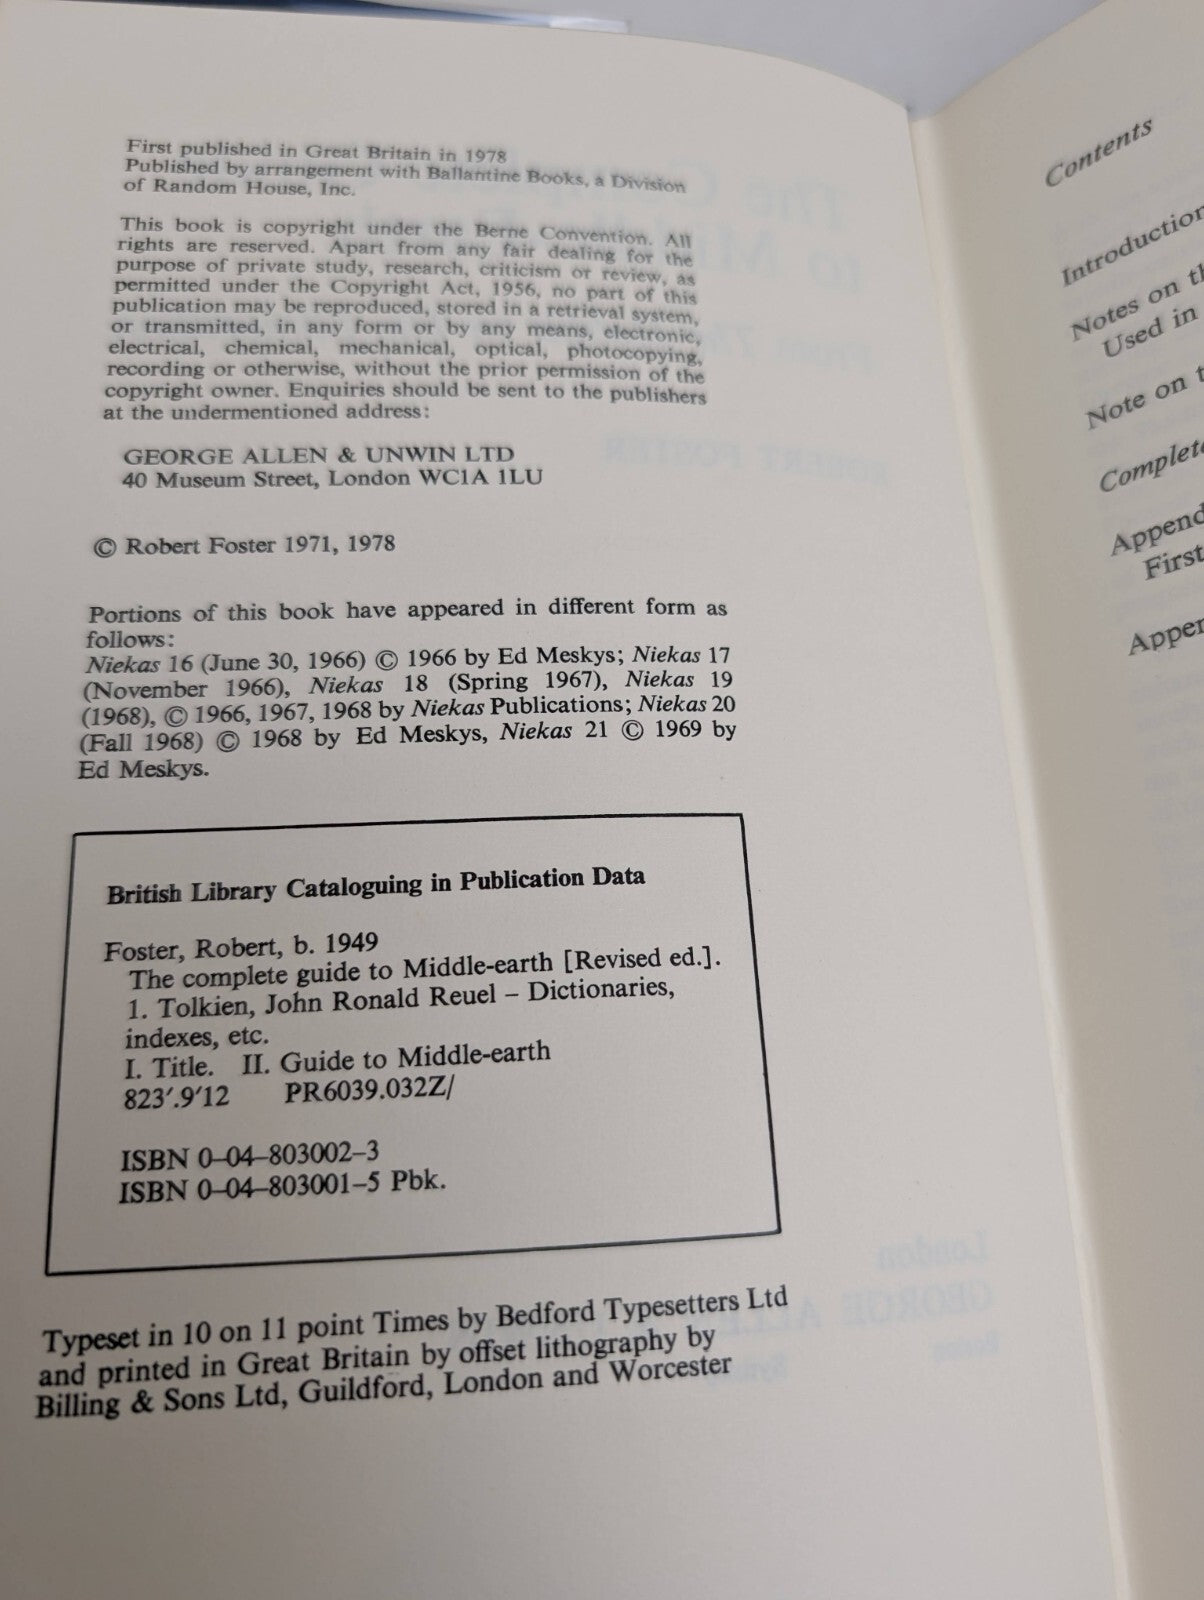 First published in Great Britain in 1978
Published by arrangement with Ballantine Books, a Division
of Random House, Inc.
This book is copyright under the Berne Convention. All
rights are reserved. Apart from any fair dealing for the
purpose of private study, research, criticism or review, as
permitted under the Copyright Act, 1956, no part of this
publication may be reproduced, stored in a retrieval system,
or transmitted, in any form or by any means, electronic,
electrical, chemical, mechanical, optical, photocopying,
recording or otherwise, without the prior permission of the
copyright owner. Enquiries should be sent to the publishers
at the undermentioned address:
GEORGE ALLEN & UNWIN LTD
40 Museum Street, London WC1A 1LU
© Robert Foster 1971, 1978
Portions of this book have appeared in different form as
follows:
Niekas 16 (June 30, 1966) © 1966 by Ed Meskys; Niekas 17
(November 1966), Niekas 18 (Spring 1967), Niekas 19
(1968), © 1966, 1967, 1968 by Niekas Publications; Niekas 20
(Fall 1968) © 1968 by Ed Meskys, Niekas 21 © 1969 by
Ed Meskys.
British Library Cataloguing in Publication Data
Foster, Robert, b. 1949
The complete guide to Middle-earth [Revised ed.].
1. Tolkien, John Ronald Reuel – Dictionaries,
indexes, etc.
I. Title. II. Guide to Middle-earth
823'.9'12 PR6039.032Z/
ISBN 0–04–803002–3
ISBN 0–04–803001–5 Pbk.
Typeset in 10 on 11 point Times by Bedford Typesetters Ltd
and printed in Great Britain by offset lithography by
Billing & Sons Ltd, Guildford, London and Worcester
Contents
Introduction
Notes on th
Used in
Note on t
Complete
Append
First
Apper